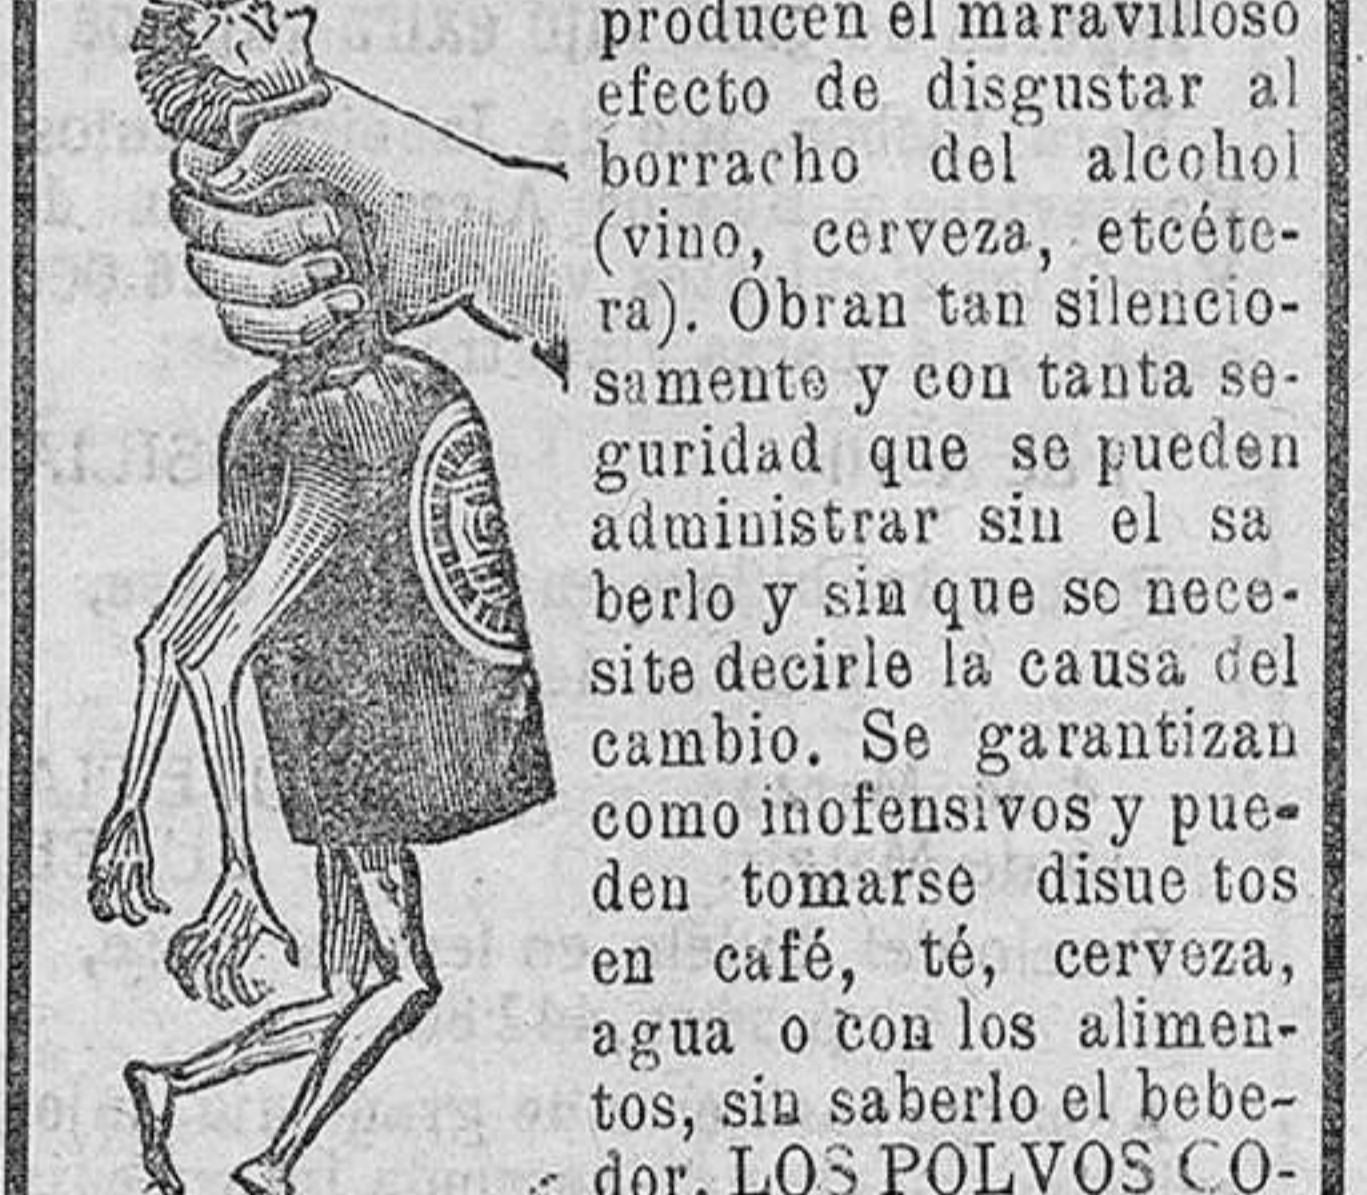 producen el maravilloso
efecto de disgustar al
borracho del alcohol
(vino, cerveza, etcéte-
ra). Obran tan silencio-
samente y con tanta se-
guridad que se pueden
administrar sin el sa
berlo y sin que se nece-
site decirle la causa del
cambio. Se garantizan
como inofensivos y pue-
den tomarse disue tos
en café, té, cerveza,
agua o con los alimen-
tos, sin saberlo el bebe-
dor. LOS POLVOS CO-